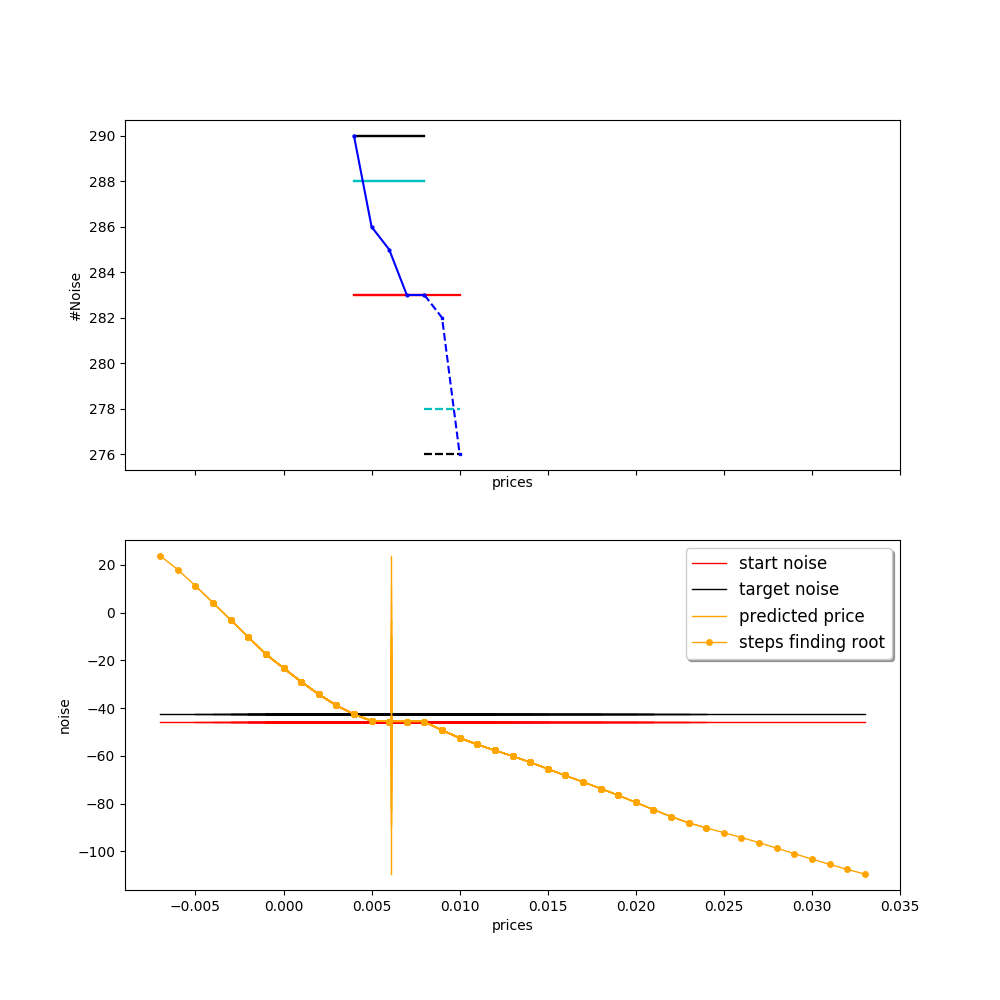 290
288
286
284
282
280
278
276
#Noise
prices
20
0
−20
−40
−60
−80
−100
noise
start noise
target noise
predicted price
steps finding root
−0.005 0.000 0.005 0.010 0.015 0.020 0.025 0.030 0.035
prices